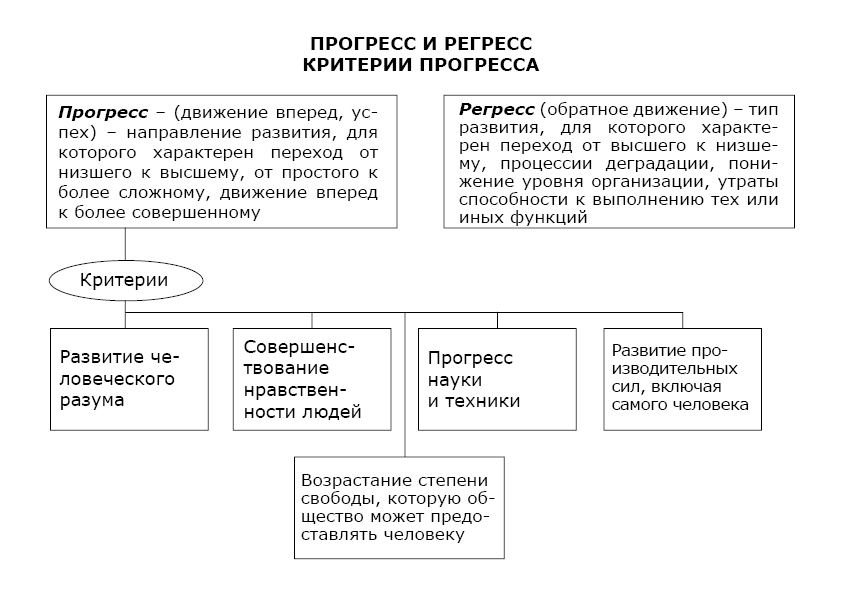 ПРОГРЕСС И РЕГРЕСС
КРИТЕРИИ ПРОГРЕССА
Прогресс – (движение вперед, ус-
пех) – направление развития, для
которого характерен переход от
низшего к высшему, от простого к
более сложному, движение вперед
к более совершенному
Регресс (обратное движение) – тип
развития, для которого характе-
рен переход от высшего к низше-
му, процессии деградации, пони-
жение уровня организации, утраты
способности к выполнению тех или
иных функций
Критерии
Развитие че-
ловеческого
разума
Совершенс-
твование
нравствен-
ности людей
Прогресс
науки
и техники
Развитие про-
изводительных
сил, включая
самого человека
Возрастание степени
свободы, которую об-
щество может предо-
ставлять человеку